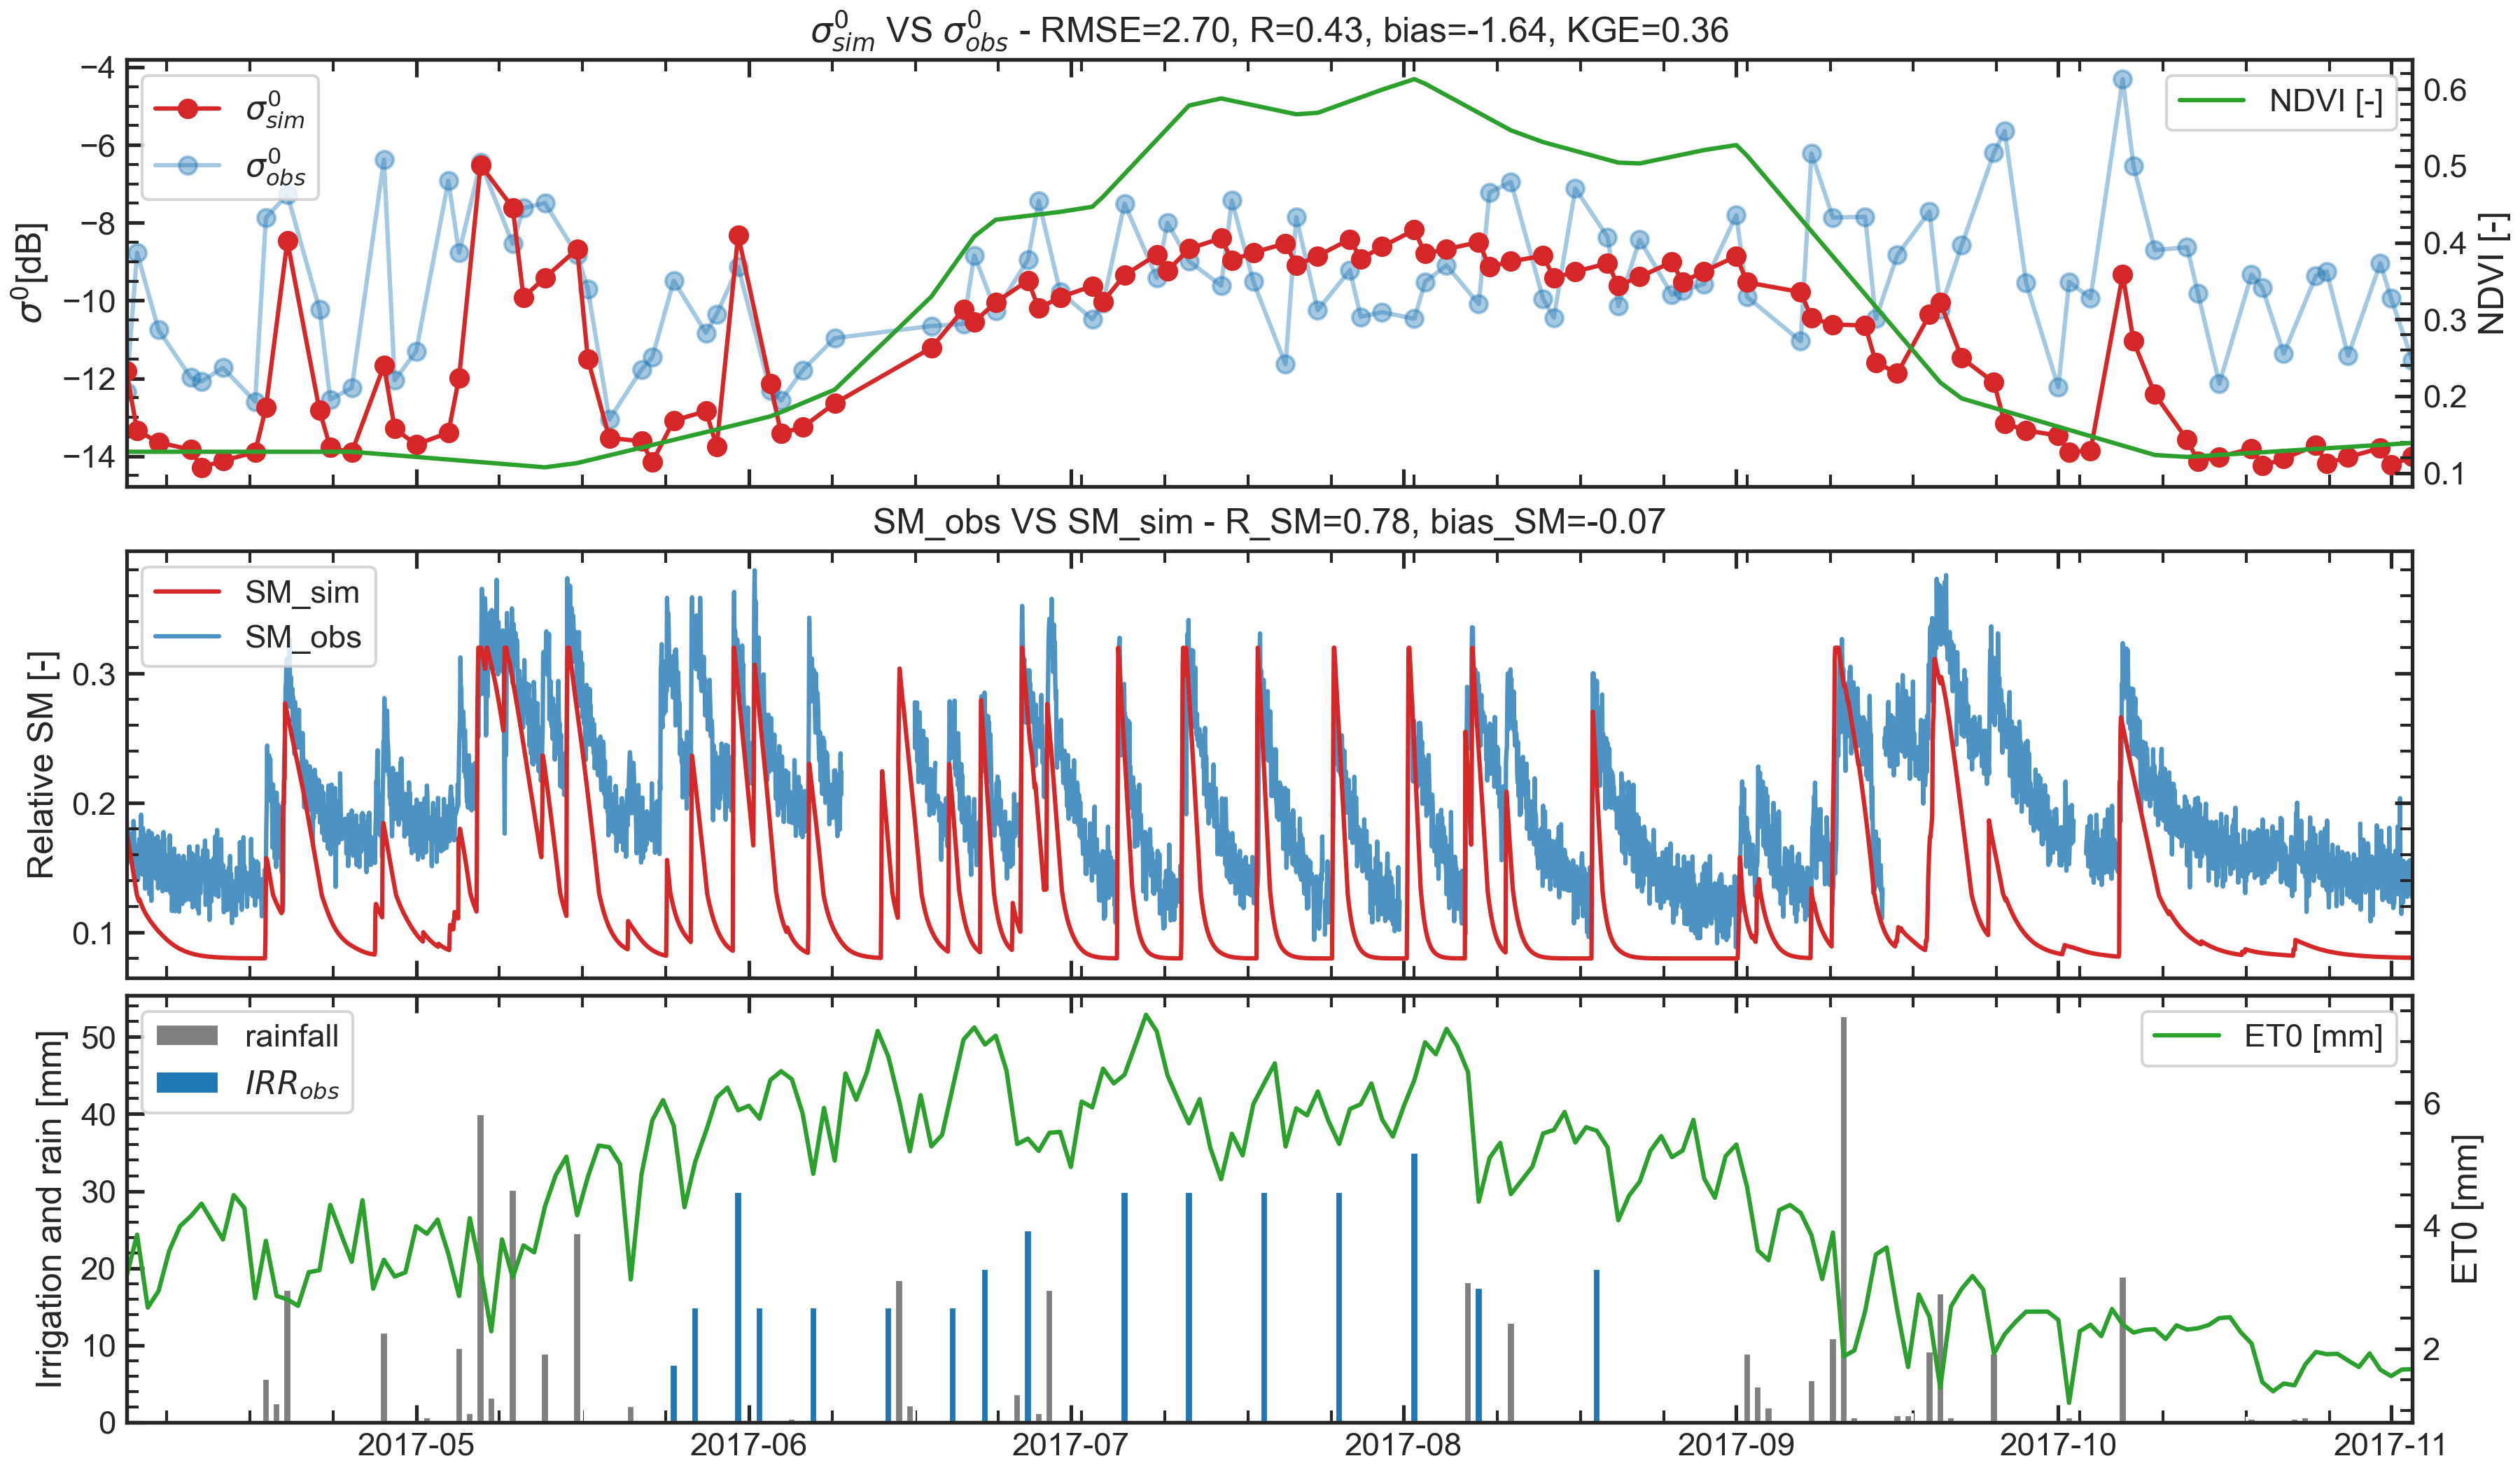 σ⁰sim VS σ⁰obs - RMSE=2.70, R=0.43, bias=-1.64, KGE=0.36
σ⁰sim
σ⁰obs
NDVI [-]
−4
−6
−8
−10
−12
−14
σ⁰[dB]
0.6
0.5
0.4
0.3
0.2
0.1
NDVI [-]
SM_obs VS SM_sim - R_SM=0.78, bias_SM=-0.07
SM_sim
SM_obs
0.3
0.2
0.1
Relative SM [-]
rainfall
IRRobs
ET0 [mm]
50
40
30
20
10
0
Irrigation and rain [mm]
6
4
2
ET0 [mm]
2017-05 2017-06 2017-07 2017-08 2017-09 2017-10 2017-11